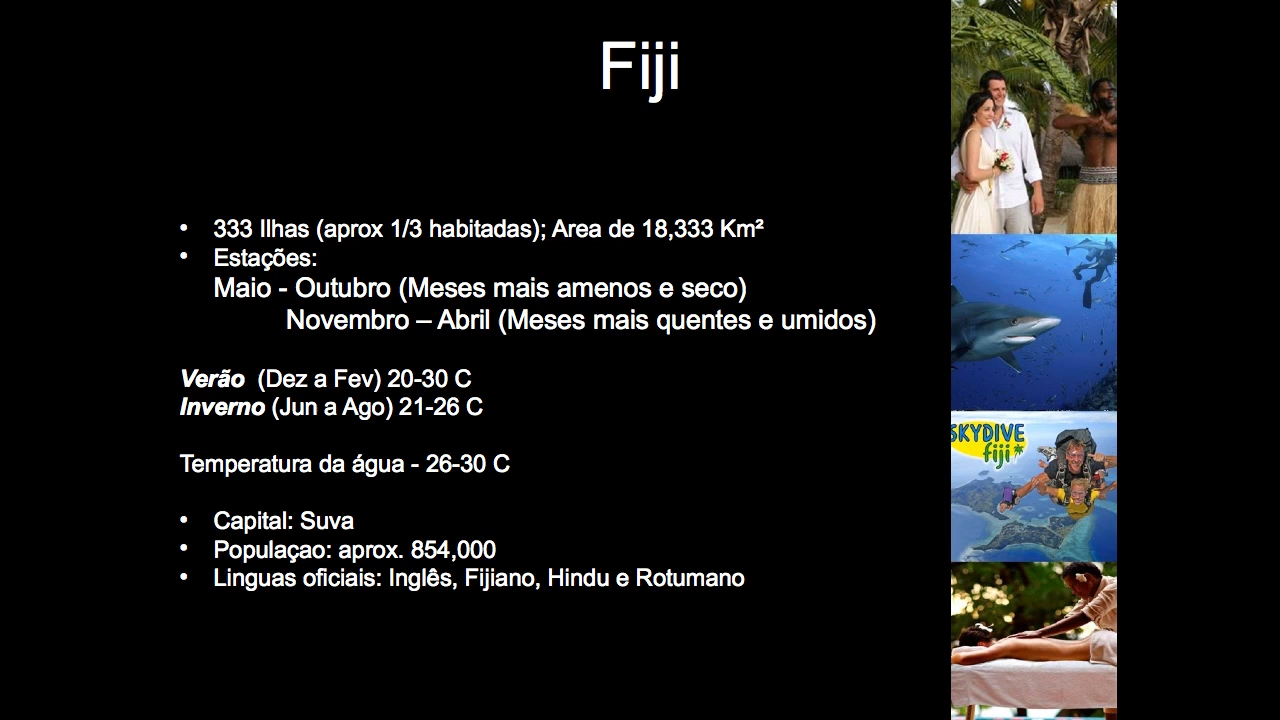 Fiji
• 333 Ilhas (aprox 1/3 habitadas); Area de 18,333 Km²
• Estações:
Maio - Outubro (Meses mais amenos e seco)
Novembro – Abril (Meses mais quentes e umidos)
Verão (Dez a Fev) 20-30 C
Inverno (Jun a Ago) 21-26 C
Temperatura da água - 26-30 C
• Capital: Suva
• Populaçao: aprox. 854,000
• Linguas oficiais: Inglês, Fijiano, Hindu e Rotumano
SKYDIVE
fiji